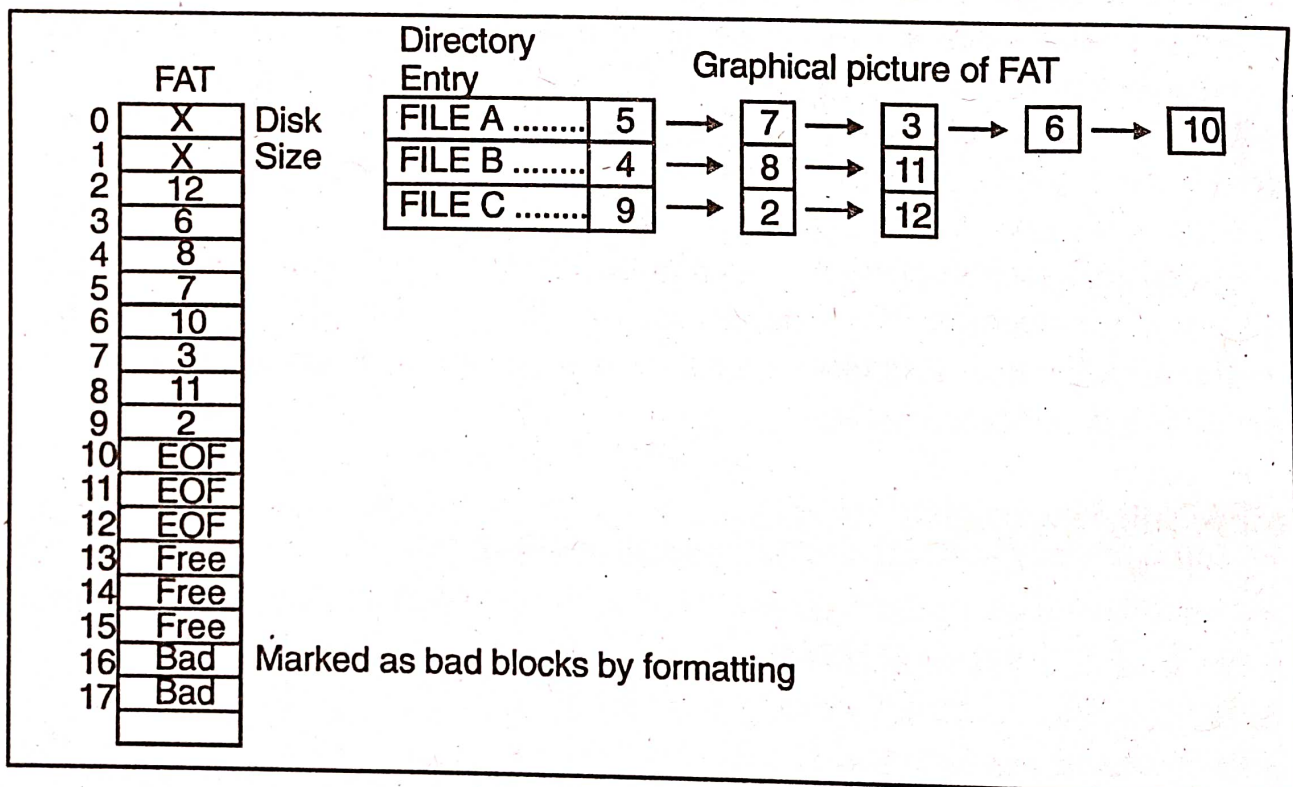 Directory
FAT Entry Graphical picture of FAT
0 X Disk FILE A ........ 5 7 3 6 10
1 X Size FILE B ........ 4 8 11
2 12 FILE C ........ 9 2 12
3 6
4 8
5 7
6 10
7 3
8 11
9 2
10 EOF
11 EOF
12 EOF
13 Free
14 Free
15 Free
16 Bad Marked as bad blocks by formatting
17 Bad